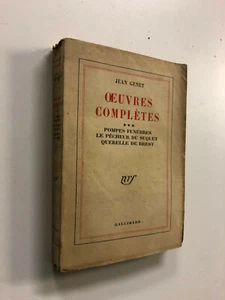 JEAN GENET
ŒUVRES
COMPLÈTES
***
POMPES FUNÈBRES
LE PÊCHEUR DU SUQUET
QUERELLE DE BREST
nrf
GALLIMARD